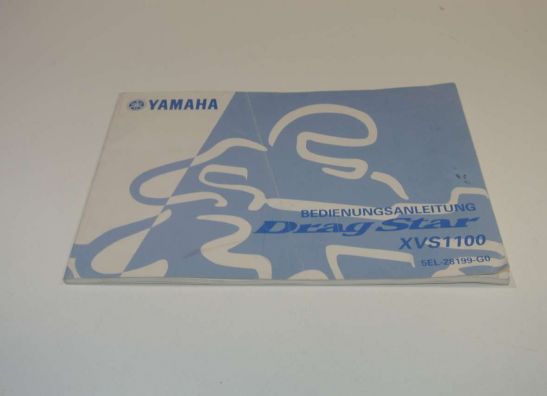 YAMAHA
BEDIENUNGSANLEITUNG
Drag Star
XVS1100
5EL-28199-G0